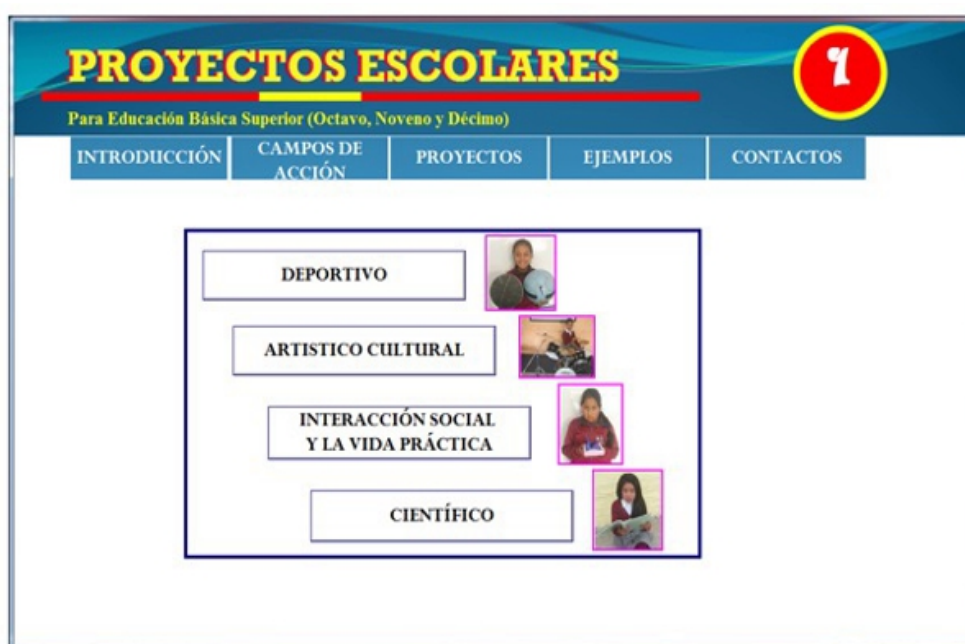 PROYECTOS ESCOLARES
1
Para Educación Básica Superior (Octavo, Noveno y Décimo)
INTRODUCCIÓN
CAMPOS DE
ACCIÓN
PROYECTOS
EJEMPLOS
CONTACTOS
DEPORTIVO
ARTISTICO CULTURAL
INTERACCIÓN SOCIAL
Y LA VIDA PRÁCTICA
CIENTÍFICO